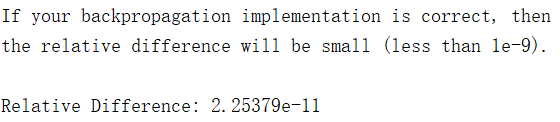 If your backpropagation implementation is correct, then
the relative difference will be small (less than 1e-9).
Relative Difference: 2.25379e-11